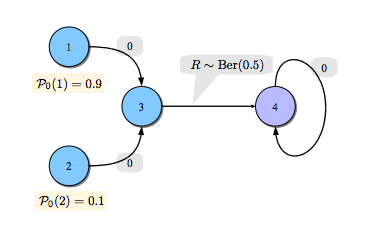 1
0
𝒫₀(1) = 0.9
R ∼ Ber(0.5)
0
3
4
2
0
𝒫₀(2) = 0.1